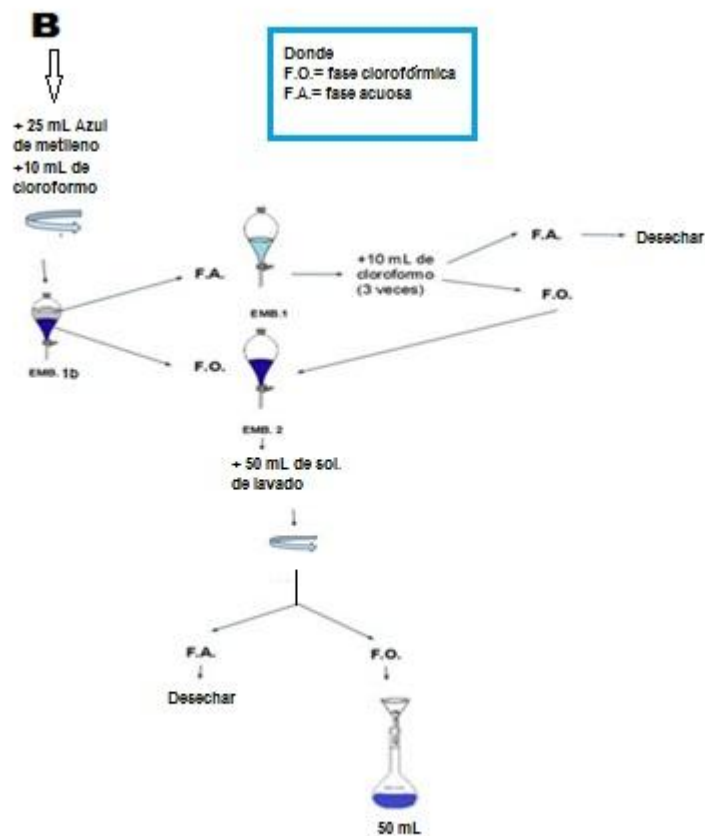 B
Donde
F.O.= fase clorofórmica
F.A.= fase acuosa
+ 25 mL Azul
de metileno
+10 mL de
cloroformo
EMB. 1b
F.A.
EMB.1
+10 mL de
cloroformo
(3 veces)
F.A.
Desechar
F.O.
F.O.
EMB. 2
+ 50 mL de sol.
de lavado
F.A.
Desechar
F.O.
50 mL